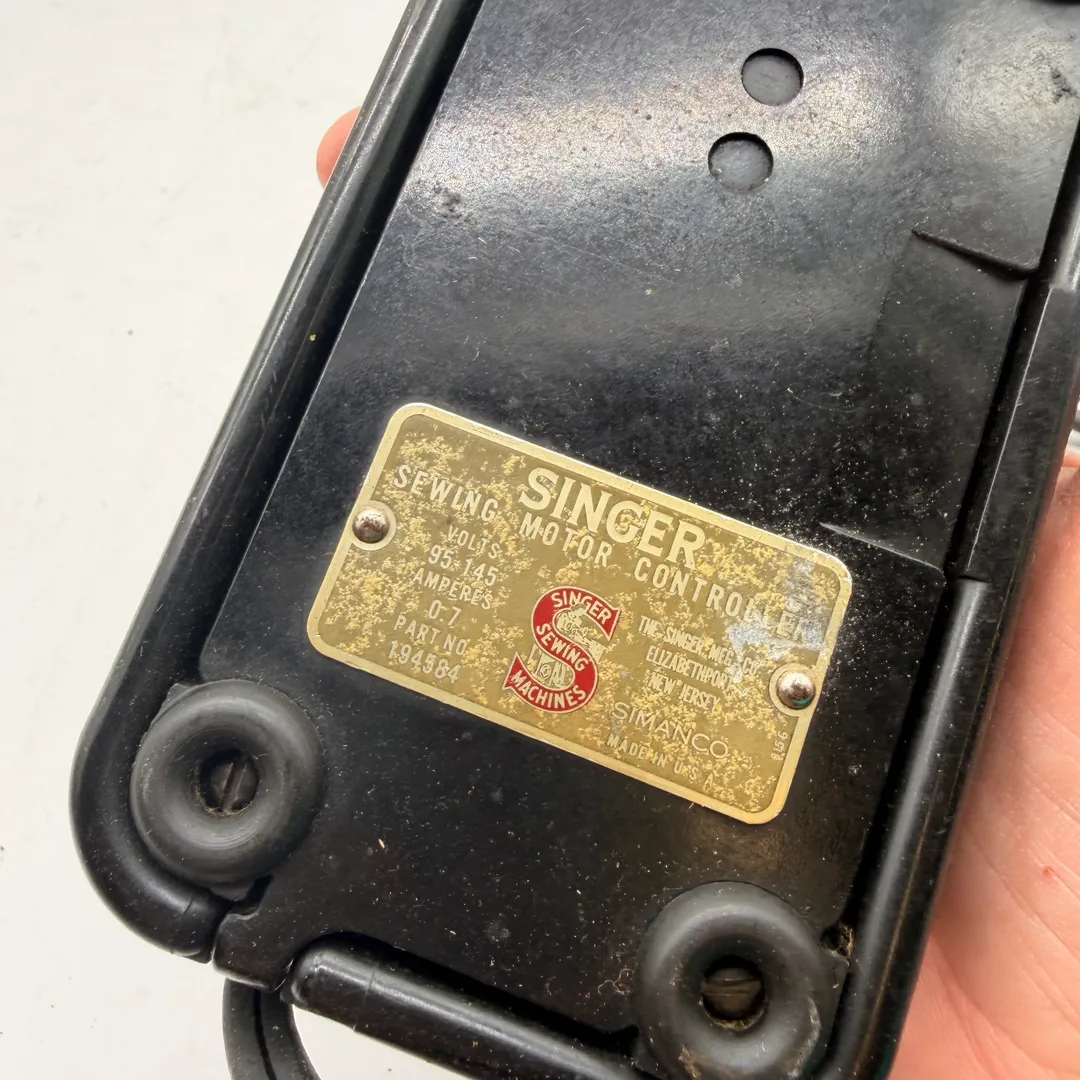 SINGER
SEWING MOTOR CONTROLLER
VOLTS
95-145
AMPERES
0.7
PART NO
194584
SINGER
SEWING
MACHINES
THE SINGER MFG. CO
ELIZABETHPORT
NEW JERSEY
SIMANCO
MADE IN U S A